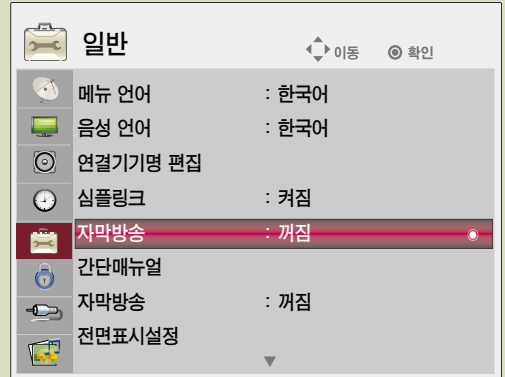 일반
이동 확인
메뉴 언어 : 한국어
음성 언어 : 한국어
연결기기명 편집
심플링크 : 켜짐
자막방송 : 꺼짐
간단매뉴얼
자막방송 : 꺼짐
전면표시설정